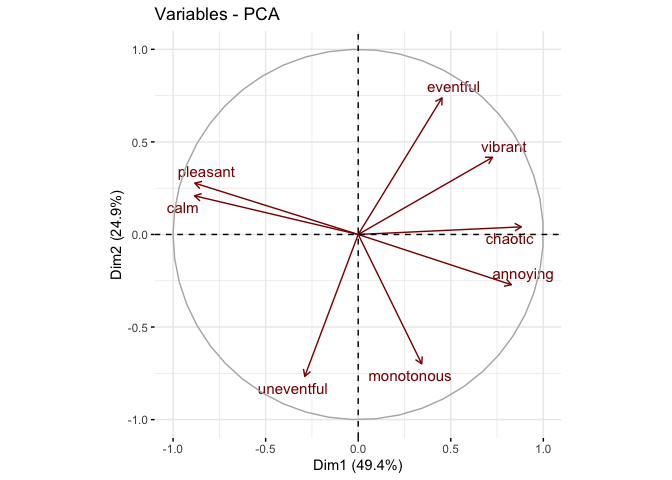 Variables - PCA
1.0
eventful
0.5
vibrant
pleasant
calm
0.0
chaotic
annoying
-0.5
monotonous
uneventful
-1.0
-1.0 -0.5 0.0 0.5 1.0
Dim1 (49.4%)
Dim2 (24.9%)